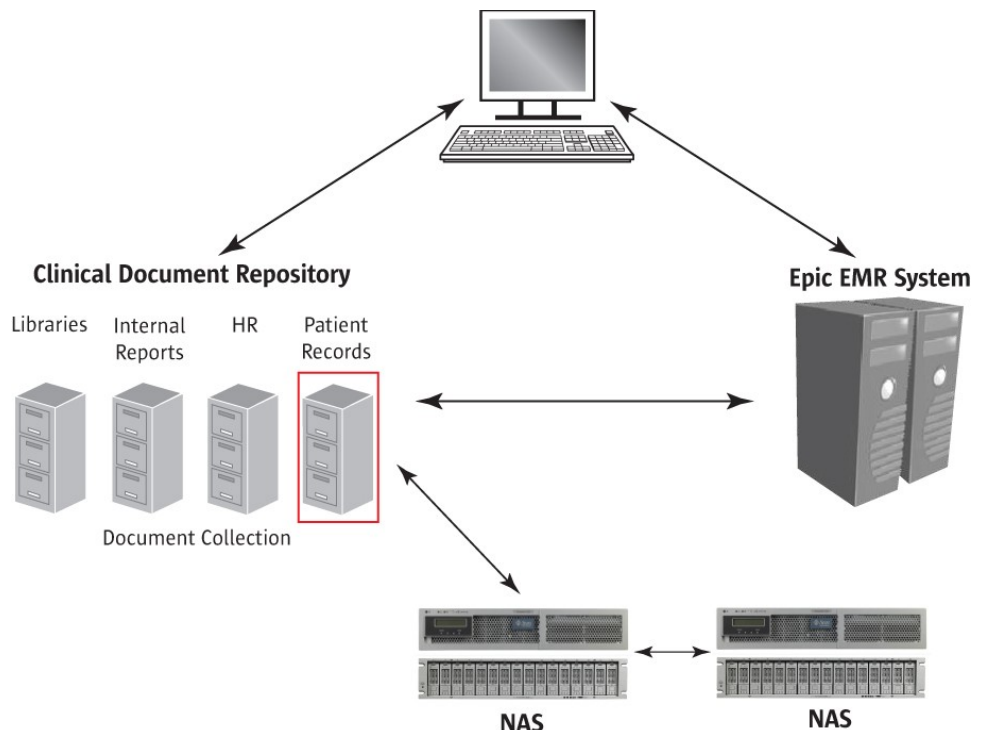 Clinical Document Repository
Epic EMR System
Libraries
Internal
Reports
HR
Patient
Records
Document Collection
NAS
NAS